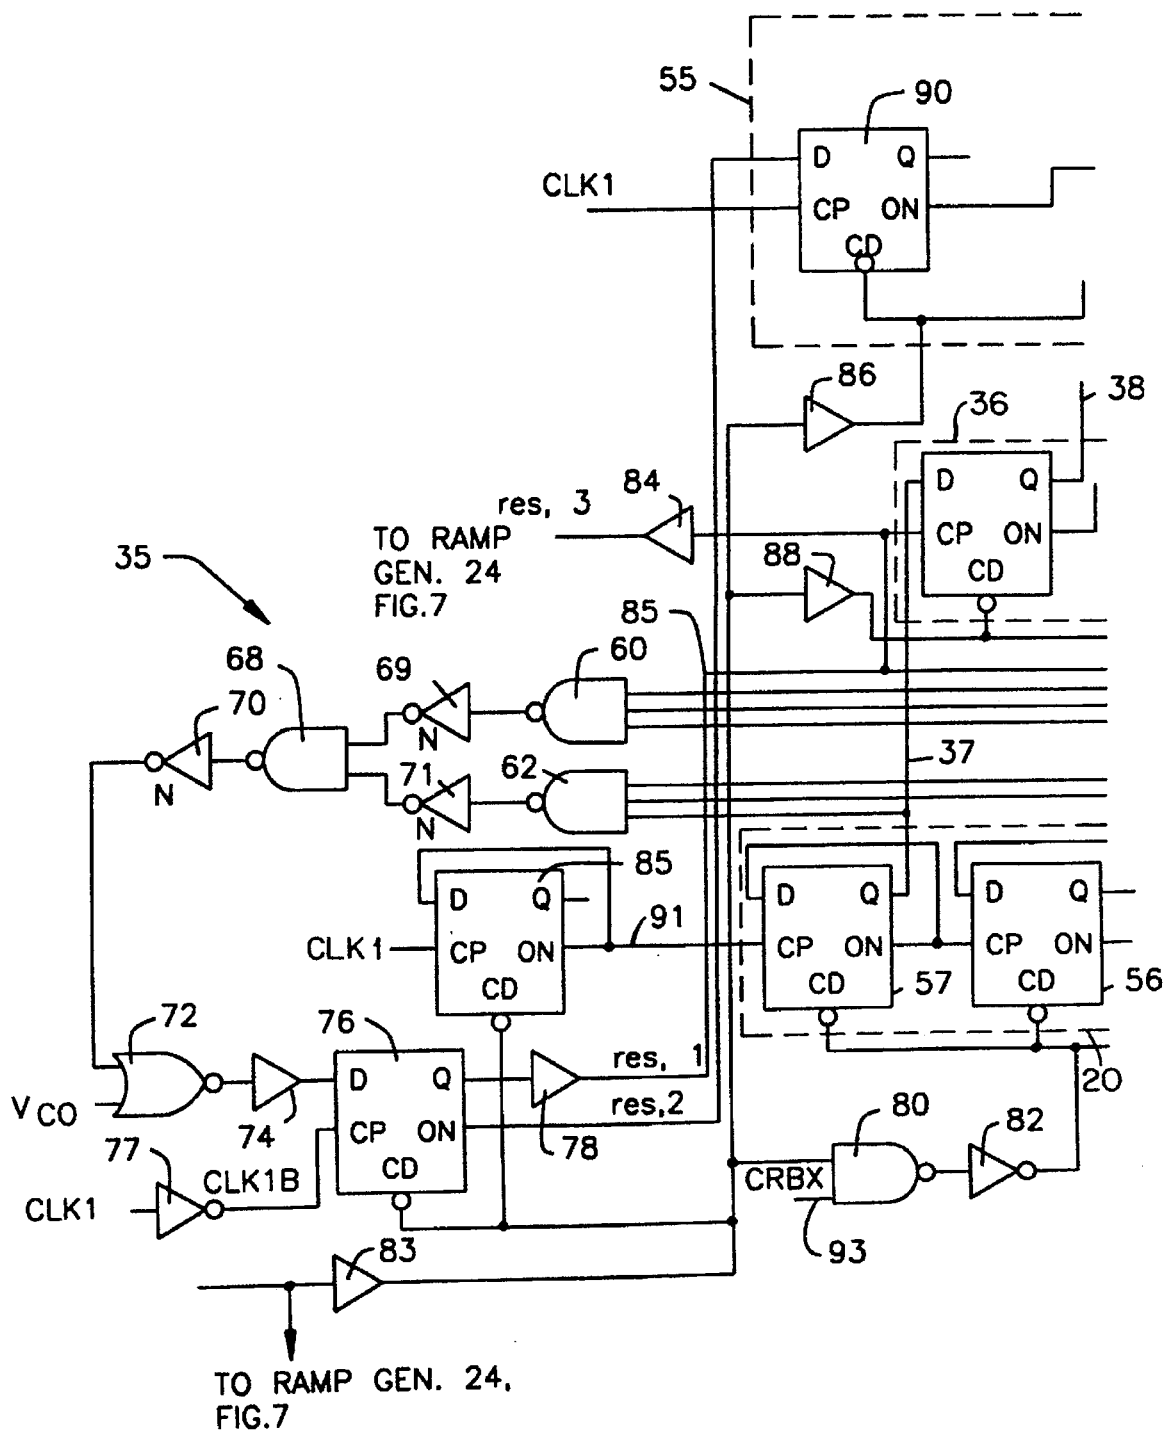 55
90
D Q
CLK1
CP ON
CD
86
36
38
84
res, 3
D Q
TO RAMP
GEN. 24
FIG.7
CP ON
88
CD
35
85
60
68
69
70
N
N
37
62
71
N
85
D Q
D Q
D Q
91
CLK1
CP ON
CP ON
CP ON
CD
CD
CD
57
56
72
76
res, 1
20
D Q
VCO
res,2
80
82
74
78
77
CP ON
CD
CLK1B
CRBX
CLK1
93
83
TO RAMP GEN. 24,
FIG.7